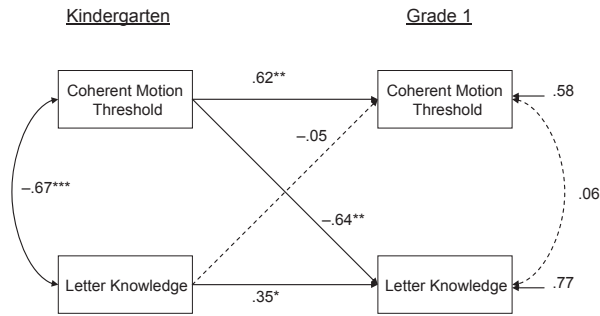 Kindergarten
Grade 1
Coherent Motion
Threshold
.62**
Coherent Motion
Threshold
.58
–.05
–.67***
.06
–.64**
Letter Knowledge
.35*
Letter Knowledge
.77